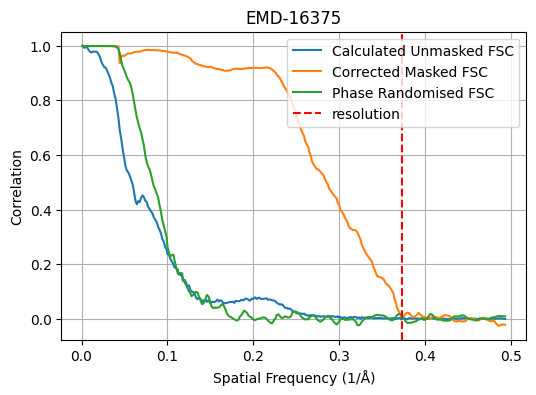 EMD-16375
Calculated Unmasked FSC
Corrected Masked FSC
Phase Randomised FSC
resolution
Correlation
1.0
0.8
0.6
0.4
0.2
0.0
0.0 0.1 0.2 0.3 0.4 0.5
Spatial Frequency (1/Å)